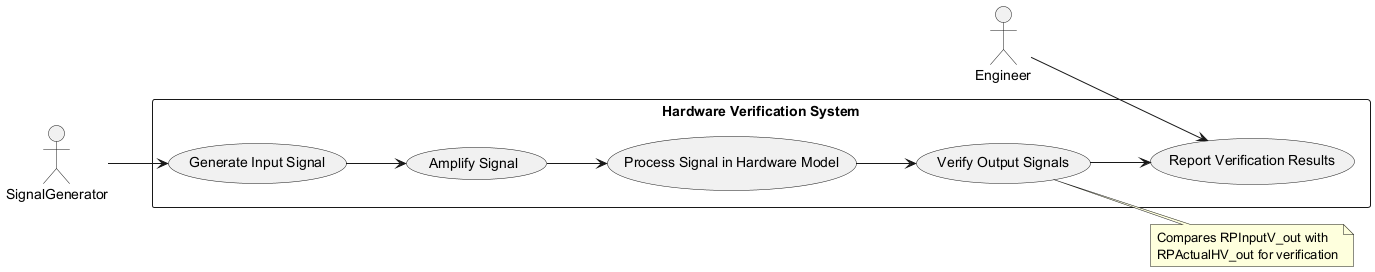 Engineer
Hardware Verification System
SignalGenerator
Generate Input Signal
Amplify Signal
Process Signal in Hardware Model
Verify Output Signals
Report Verification Results
Compares RPInputV_out with
RPActualHV_out for verification